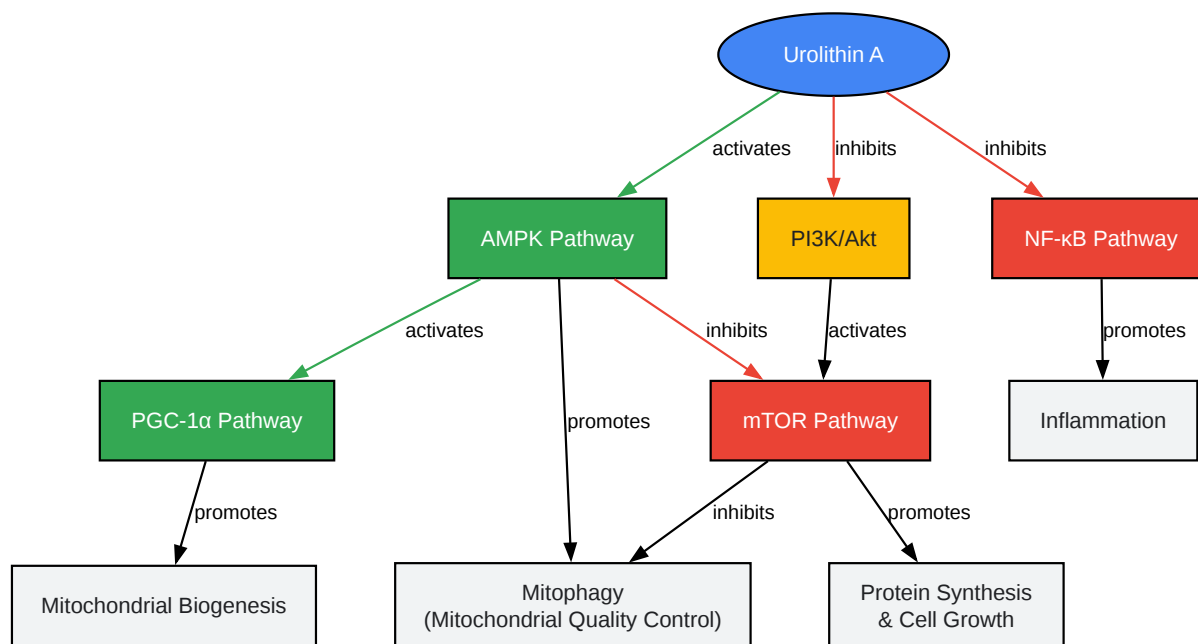 Urolithin A
activates
inhibits
inhibits
AMPK Pathway
PI3K/Akt
NF-κB Pathway
activates
inhibits
activates
promotes
PGC-1α Pathway
promotes
mTOR Pathway
Inflammation
promotes
inhibits
promotes
Mitochondrial Biogenesis
Mitophagy
(Mitochondrial Quality Control)
Protein Synthesis
& Cell Growth